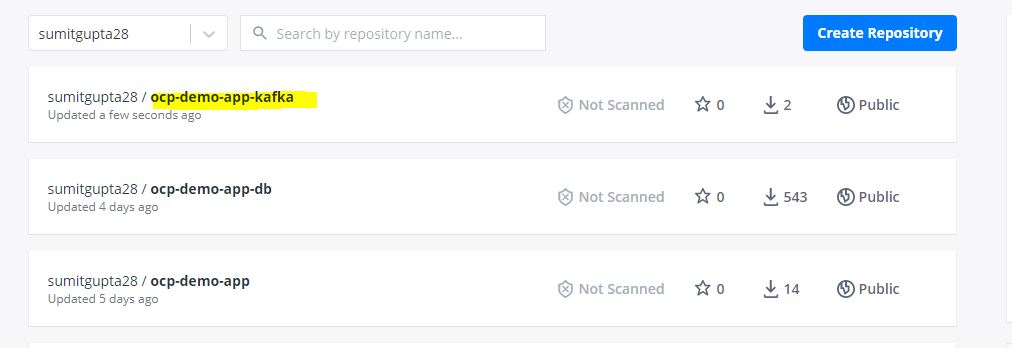 sumitgupta28
Search by repository name...
Create Repository
sumitgupta28 / ocp-demo-app-kafka
Updated a few seconds ago
Not Scanned
0
2
Public
sumitgupta28 / ocp-demo-app-db
Updated 4 days ago
Not Scanned
0
543
Public
sumitgupta28 / ocp-demo-app
Updated 5 days ago
Not Scanned
0
14
Public